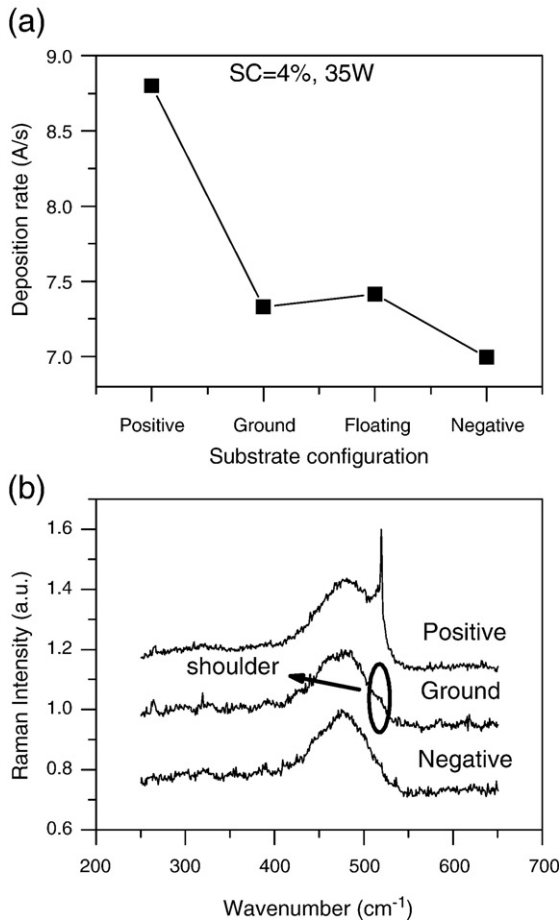 (a)
9.0
SC=4%, 35W
8.5
8.0
7.5
7.0
Deposition rate (A/s)
Positive Ground Floating Negative
Substrate configuration
(b)
1.6
1.4
1.2
1.0
0.8
0.6
Raman Intensity (a.u.)
Positive
shoulder
Ground
Negative
200 300 400 500 600 700
Wavenumber (cm⁻¹)